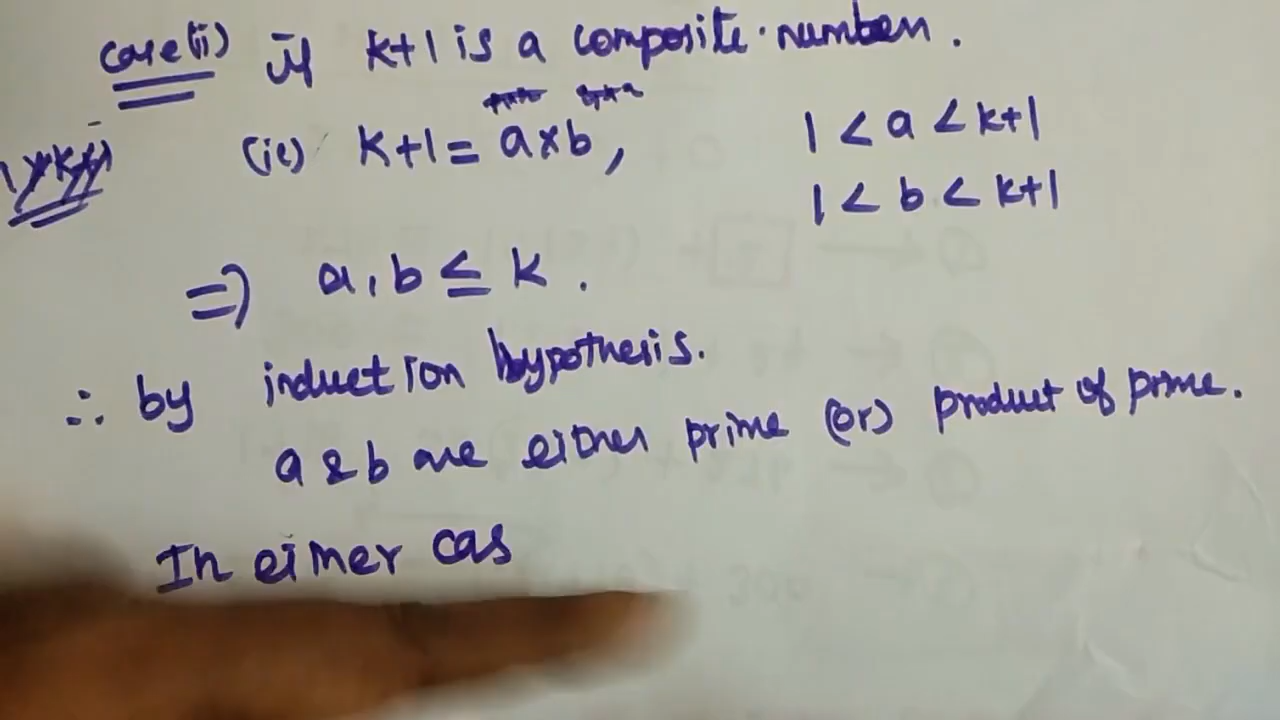 case(ii) if k+1 is a composite number.
(ie) k+1 = a×b, 1 < a < k+1
1 < b < k+1
=) a, b ≤ k.
∴ by induction hypothesis.
a & b are either prime (or) product of prime.
In either cas